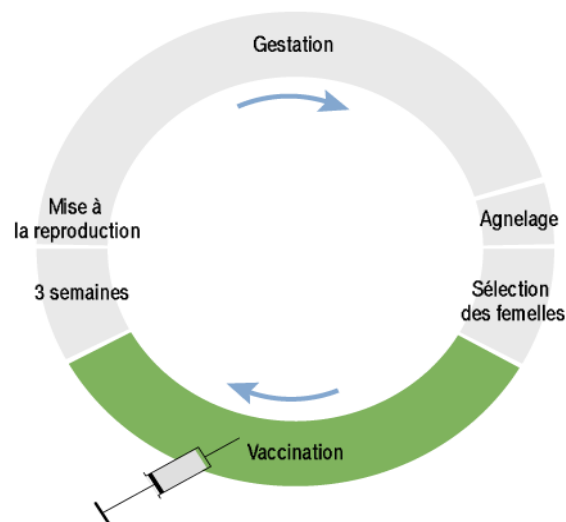 Gestation
Mise à
la reproduction
Agnelage
3 semaines
Sélection
des femelles
Vaccination